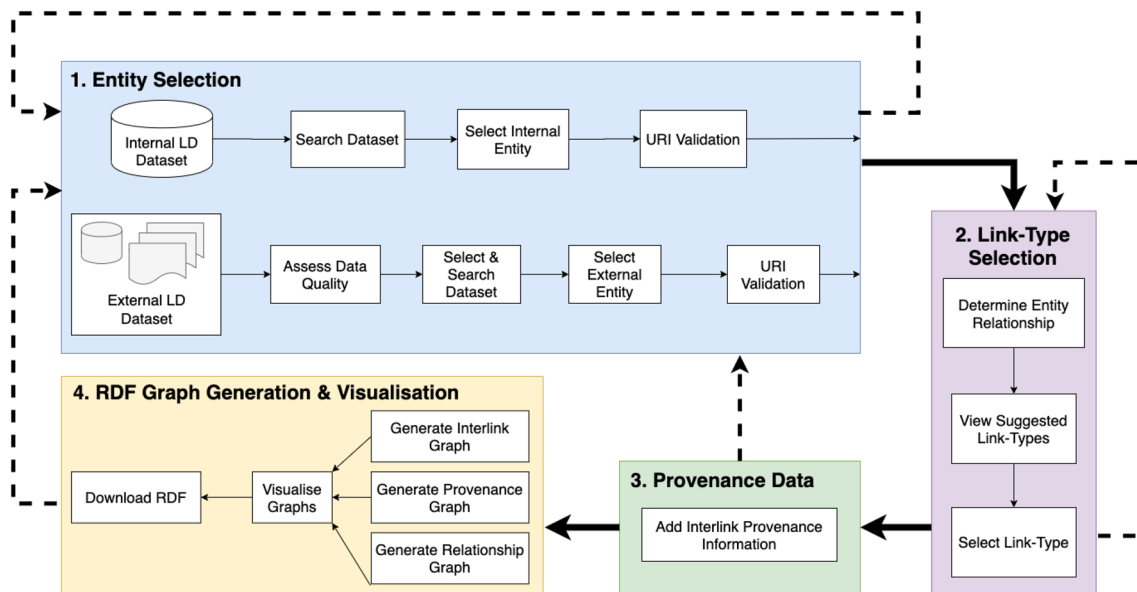 1. Entity Selection
Internal LD
Dataset
Search Dataset
Select Internal
Entity
URI Validation
External LD
Dataset
Assess Data
Quality
Select &
Search
Dataset
Select
External
Entity
URI
Validation
2. Link-Type
Selection
Determine Entity
Relationship
View Suggested
Link-Types
Select Link-Type
3. Provenance Data
Add Interlink Provenance
Information
4. RDF Graph Generation & Visualisation
Generate Interlink
Graph
Generate Provenance
Graph
Generate Relationship
Graph
Visualise
Graphs
Download RDF